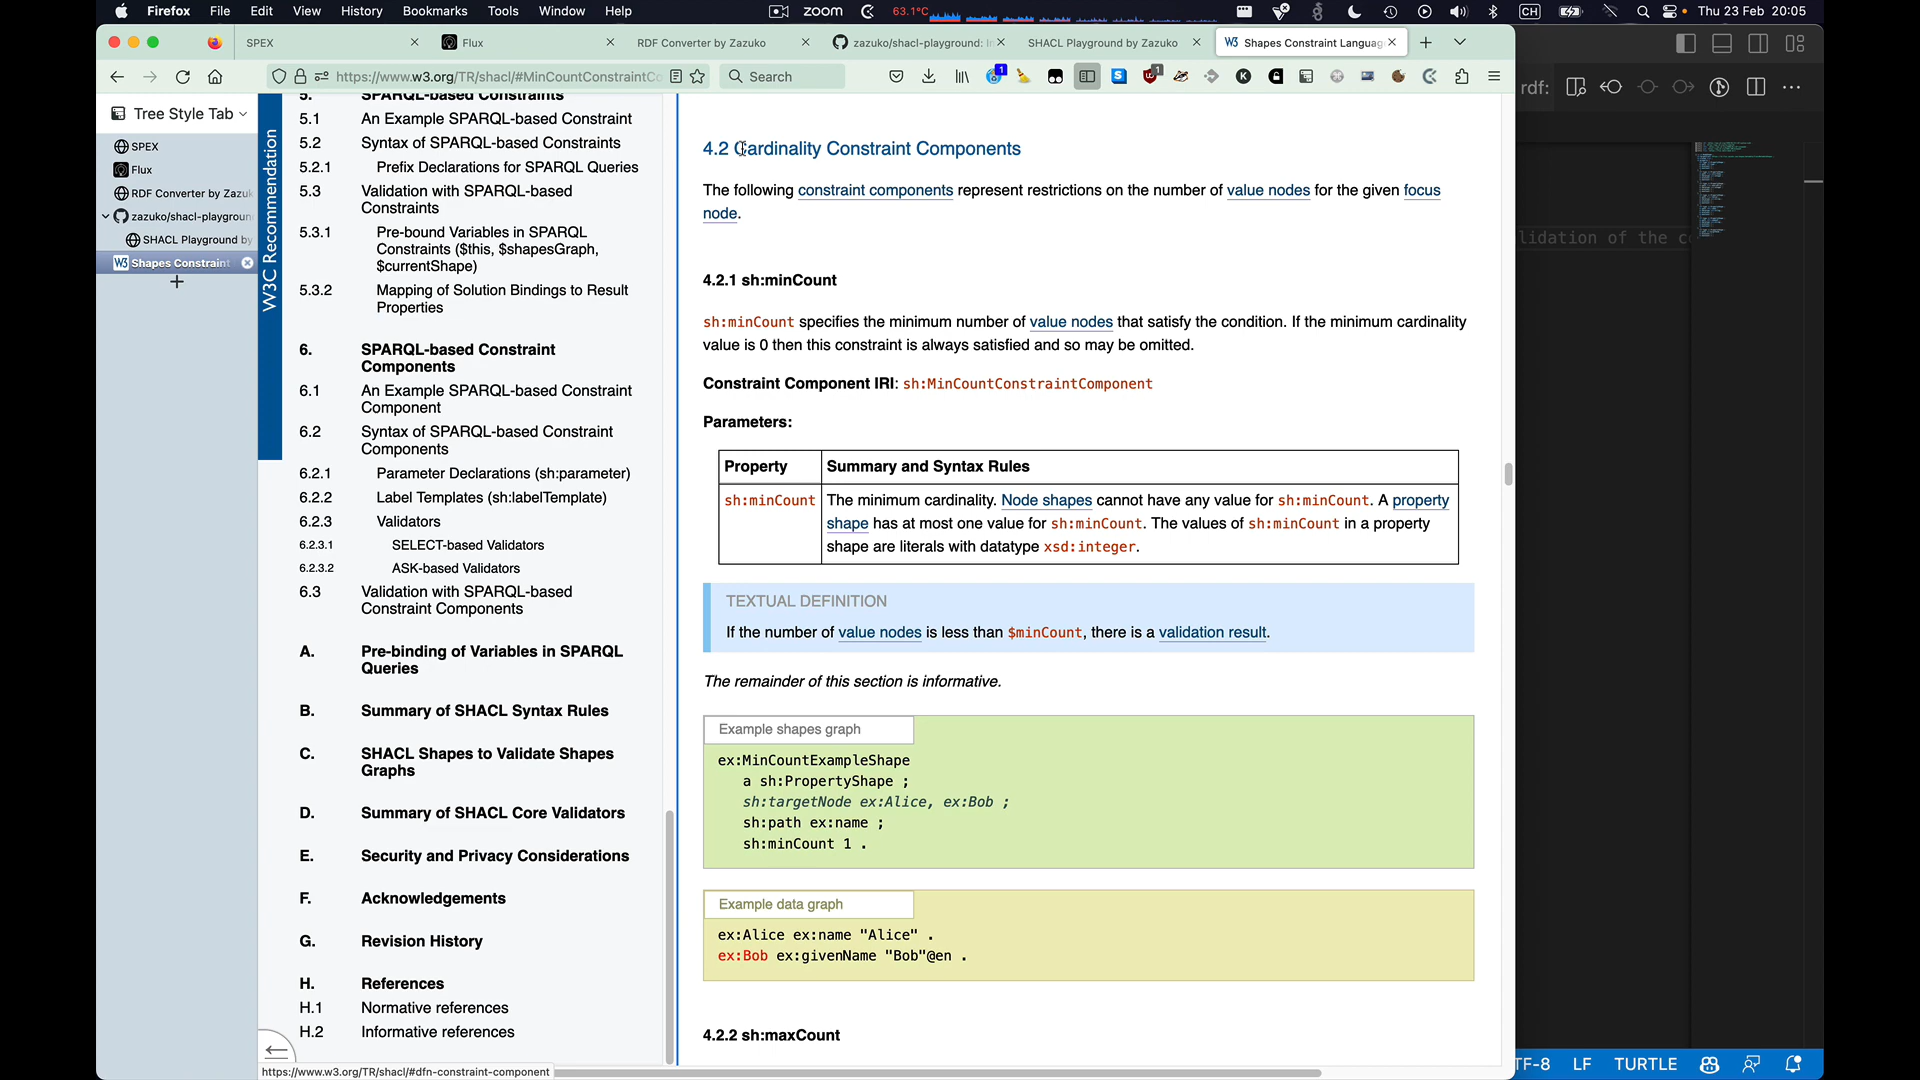 Firefox File Edit View History Bookmarks Tools Window Help
zoom 63.1°C CH Thu 23 Feb 20:05
SPEX Flux RDF Converter by Zazuko zazuko/shacl-playground: SHACL Playground by Zazuko Shapes Constraint Languag
https://www.w3.org/TR/shacl/#MinCountConstraintCo Search
Tree Style Tab
SPEX
Flux
RDF Converter by Zazuk
zazuko/shacl-playgroun
SHACL Playground by
Shapes Constraint
W3C Recommendation
5. SPARQL-based Constraints
5.1 An Example SPARQL-based Constraint
5.2 Syntax of SPARQL-based Constraints
5.2.1 Prefix Declarations for SPARQL Queries
5.3 Validation with SPARQL-based
Constraints
5.3.1 Pre-bound Variables in SPARQL
Constraints ($this, $shapesGraph,
$currentShape)
5.3.2 Mapping of Solution Bindings to Result
Properties
6. SPARQL-based Constraint
Components
6.1 An Example SPARQL-based Constraint
Component
6.2 Syntax of SPARQL-based Constraint
Components
6.2.1 Parameter Declarations (sh:parameter)
6.2.2 Label Templates (sh:labelTemplate)
6.2.3 Validators
6.2.3.1 SELECT-based Validators
6.2.3.2 ASK-based Validators
6.3 Validation with SPARQL-based
Constraint Components
A. Pre-binding of Variables in SPARQL
Queries
B. Summary of SHACL Syntax Rules
C. SHACL Shapes to Validate Shapes
Graphs
D. Summary of SHACL Core Validators
E. Security and Privacy Considerations
F. Acknowledgements
G. Revision History
H. References
H.1 Normative references
H.2 Informative references
https://www.w3.org/TR/shacl/#dfn-constraint-component
4.2 Cardinality Constraint Components
The following constraint components represent restrictions on the number of value nodes for the given focus
node.
4.2.1 sh:minCount
sh:minCount specifies the minimum number of value nodes that satisfy the condition. If the minimum cardinality
value is 0 then this constraint is always satisfied and so may be omitted.
Constraint Component IRI: sh:MinCountConstraintComponent
Parameters:
Property Summary and Syntax Rules
sh:minCount The minimum cardinality. Node shapes cannot have any value for sh:minCount. A property
shape has at most one value for sh:minCount. The values of sh:minCount in a property
shape are literals with datatype xsd:integer.
TEXTUAL DEFINITION
If the number of value nodes is less than $minCount, there is a validation result.
The remainder of this section is informative.
Example shapes graph
ex:MinCountExampleShape
a sh:PropertyShape ;
sh:targetNode ex:Alice, ex:Bob ;
sh:path ex:name ;
sh:minCount 1 .
Example data graph
ex:Alice ex:name "Alice" .
ex:Bob ex:givenName "Bob"@en .
4.2.2 sh:maxCount
rdf:
lidation of the c
TF-8 LF TURTLE